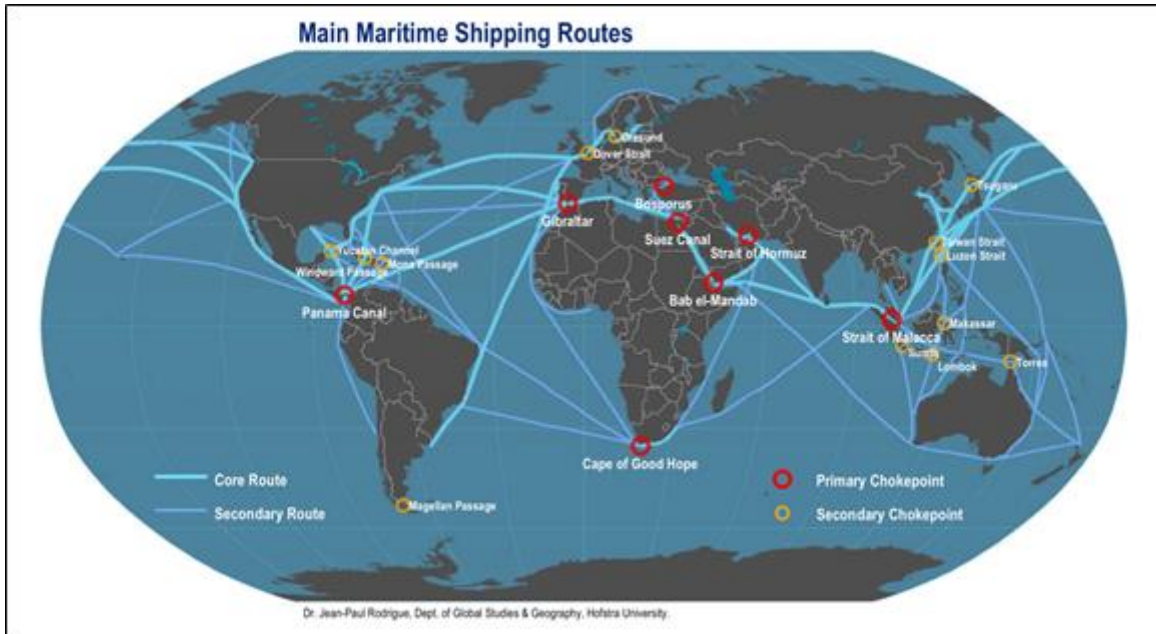 Main Maritime Shipping Routes
Oresund
Dover Strait
Tsugaru
Bosporus
Gibraltar
Suez Canal
Strait of Hormuz
Taiwan Strait
Luzon Strait
Yucatan Channel
Windward Passage
Mona Passage
Bab el-Mandab
Panama Canal
Strait of Malacca
Makassar
Sunda
Lombok
Torres
Cape of Good Hope
Core Route
Primary Chokepoint
Secondary Route
Secondary Chokepoint
Magellan Passage
Dr. Jean-Paul Rodrigue, Dept. of Global Studies & Geography, Hofstra University.